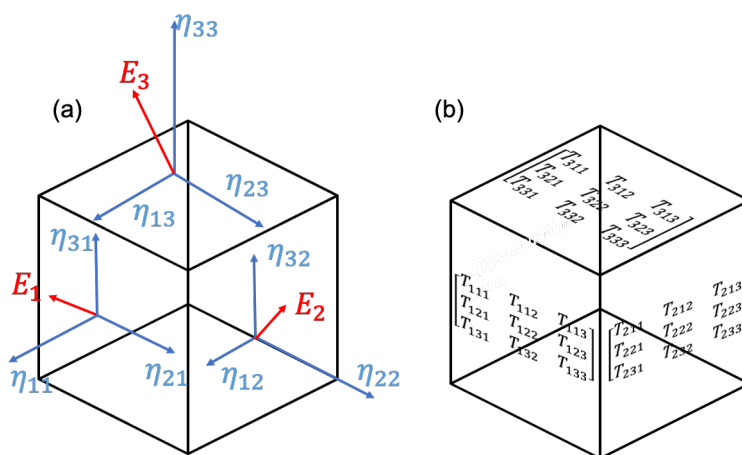 (a)
η₃₃
E₃
η₂₃
η₁₃
η₃₁
η₃₂
E₁
E₂
η₂₁
η₁₂
η₁₁
η₂₂
(b)
T₃₁₁ T₃₁₂ T₃₁₃
T₃₂₁ T₃₂₂ T₃₂₃
T₃₃₁ T₃₃₂ T₃₃₃
T₁₁₁ T₁₁₂ T₁₁₃
T₁₂₁ T₁₂₂ T₁₂₃
T₁₃₁ T₁₃₂ T₁₃₃
T₂₁₁ T₂₁₂ T₂₁₃
T₂₂₁ T₂₂₂ T₂₂₃
T₂₃₁ T₂₃₂ T₂₃₃